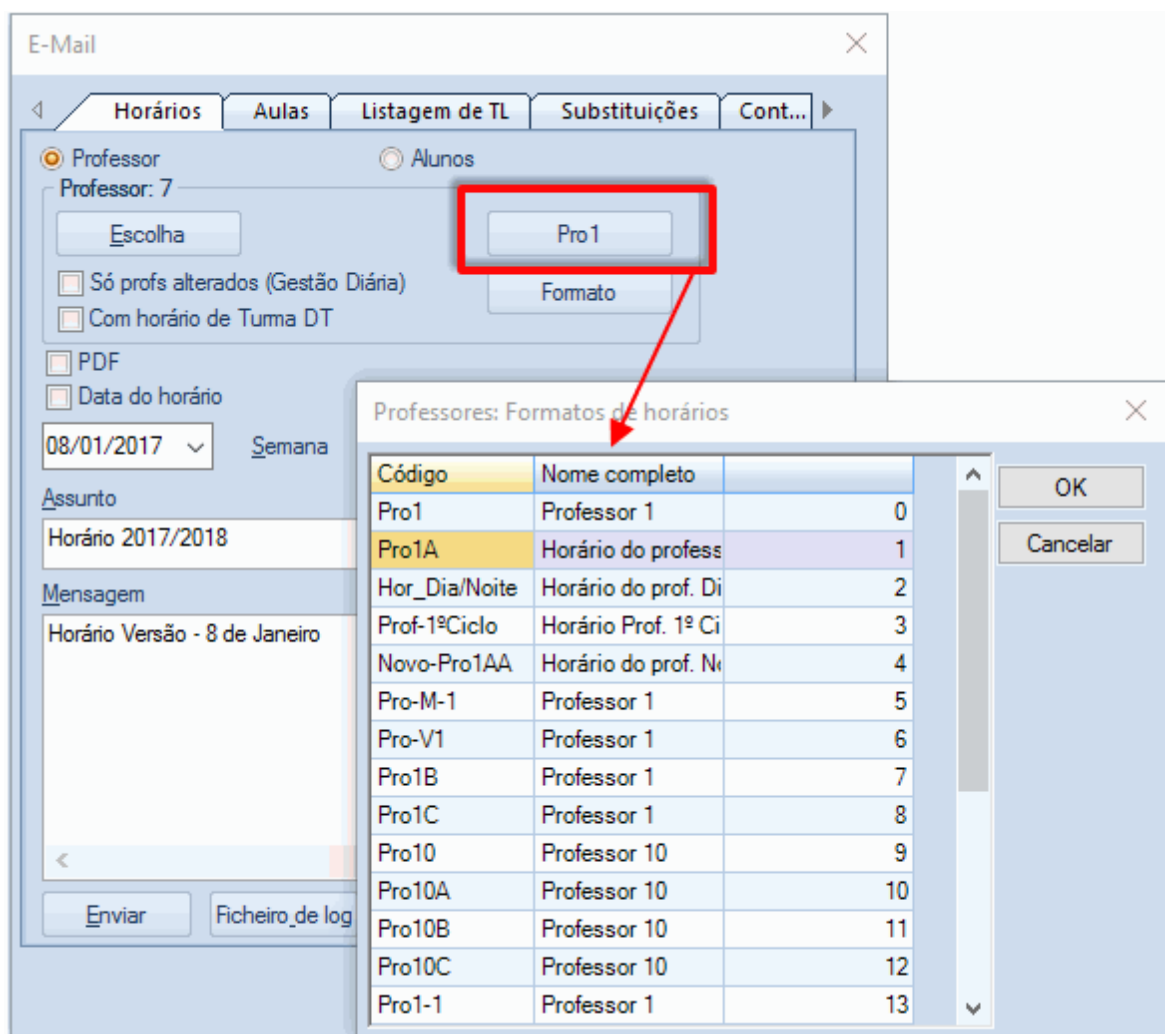 E-Mail
Horários Aulas Listagem de TL Substituições Cont...
Professor Alunos
Professor: 7
Escolha Pro1
Só profs alterados (Gestão Diária) Formato
Com horário de Turma DT
PDF
Data do horário
08/01/2017 Semana
Assunto
Horário 2017/2018
Mensagem
Horário Versão - 8 de Janeiro
Enviar Ficheiro_de log
Professores: Formatos de horários
Código Nome completo
Pro1 Professor 1 0
Pro1A Horário do profess 1
Hor_Dia/Noite Horário do prof. Di 2
Prof-1ºCiclo Horário Prof. 1º Ci 3
Novo-Pro1AA Horário do prof. No 4
Pro-M-1 Professor 1 5
Pro-V1 Professor 1 6
Pro1B Professor 1 7
Pro1C Professor 1 8
Pro10 Professor 10 9
Pro10A Professor 10 10
Pro10B Professor 10 11
Pro10C Professor 10 12
Pro1-1 Professor 1 13
OK
Cancelar